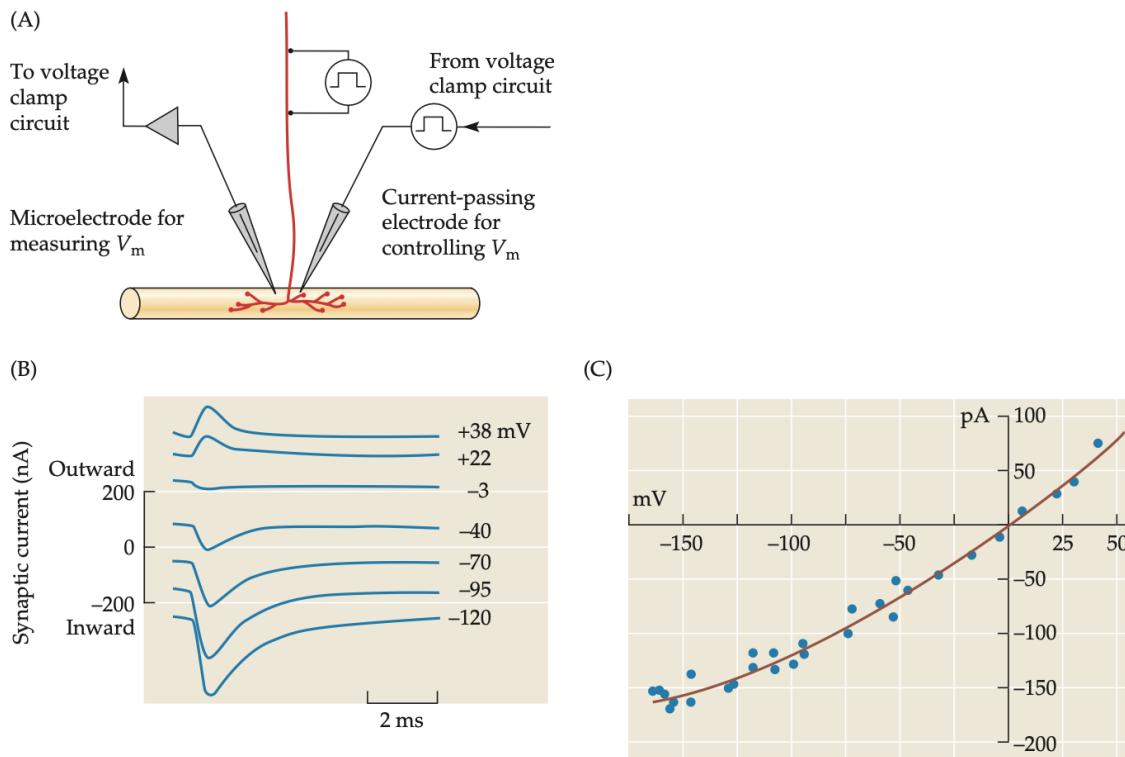 (A)
To voltage
clamp
circuit
From voltage
clamp circuit
Microelectrode for
measuring Vm
Current-passing
electrode for
controlling Vm
(B)
Synaptic current (nA)
Outward
200
0
–200
Inward
+38 mV
+22
–3
–40
–70
–95
–120
2 ms
(C)
pA
100
50
mV
–150
–100
–50
25
50
–50
–100
–150
–200